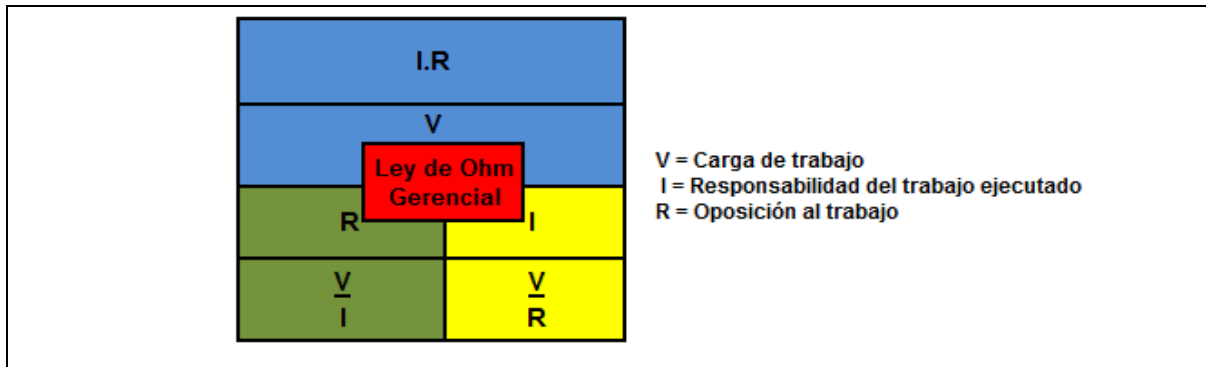 I.R
V
Ley de Ohm
Gerencial
R
I
V
I
V
R
V = Carga de trabajo
I = Responsabilidad del trabajo ejecutado
R = Oposición al trabajo